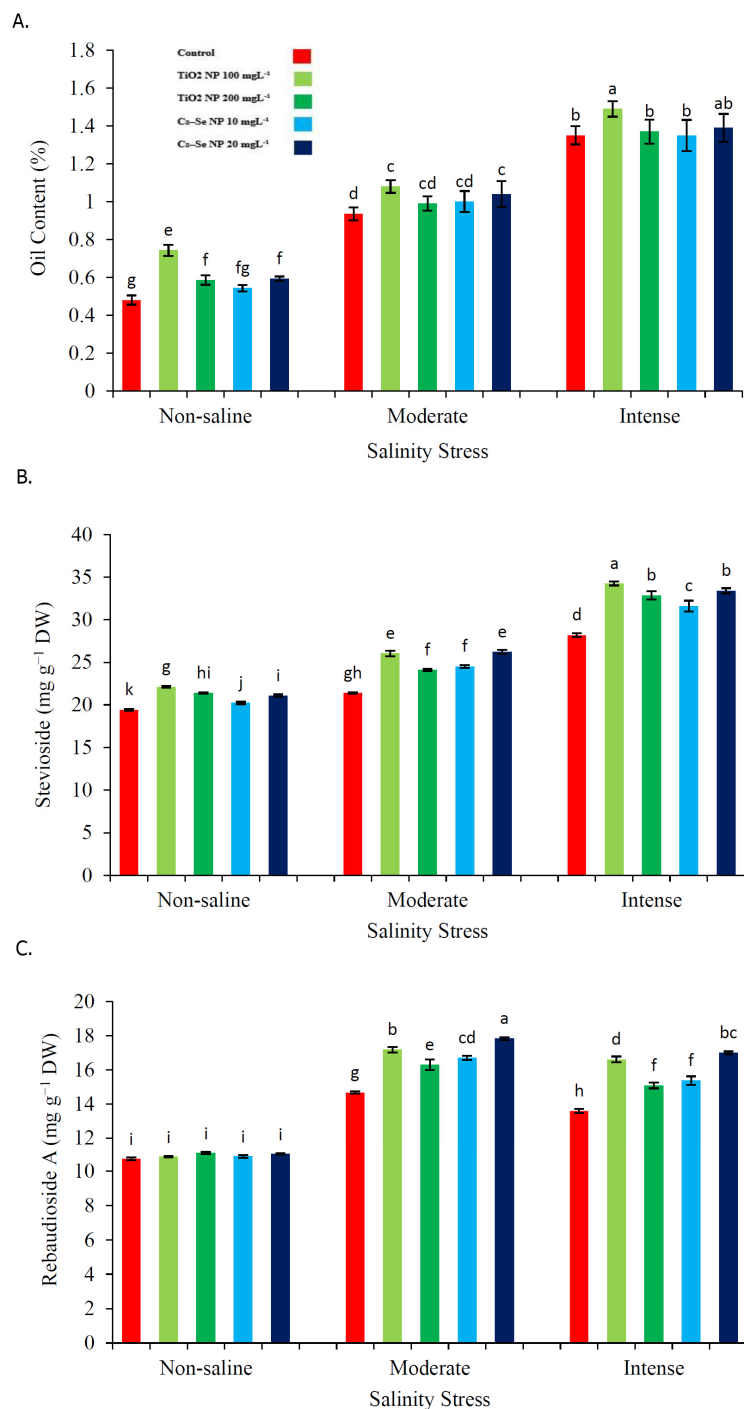 A.
Control
TiO2 NP 100 mgL⁻¹
TiO2 NP 200 mgL⁻¹
Cs–Se NP 10 mgL⁻¹
Cs–Se NP 20 mgL⁻¹
Oil Content (%)
1.8
1.6
1.4
1.2
1
0.8
0.6
0.4
0.2
0
g e f fg f d c cd cd c b a b b ab
Non-saline Moderate Intense
Salinity Stress
B.
Stevioside (mg g⁻¹ DW)
40
35
30
25
20
15
10
5
0
k g hi j i gh e f f e d a b c b
Non-saline Moderate Intense
Salinity Stress
C.
Rebaudioside A (mg g⁻¹ DW)
20
18
16
14
12
10
8
6
4
2
0
i i i i i g b e cd a h d f f bc
Non-saline Moderate Intense
Salinity Stress